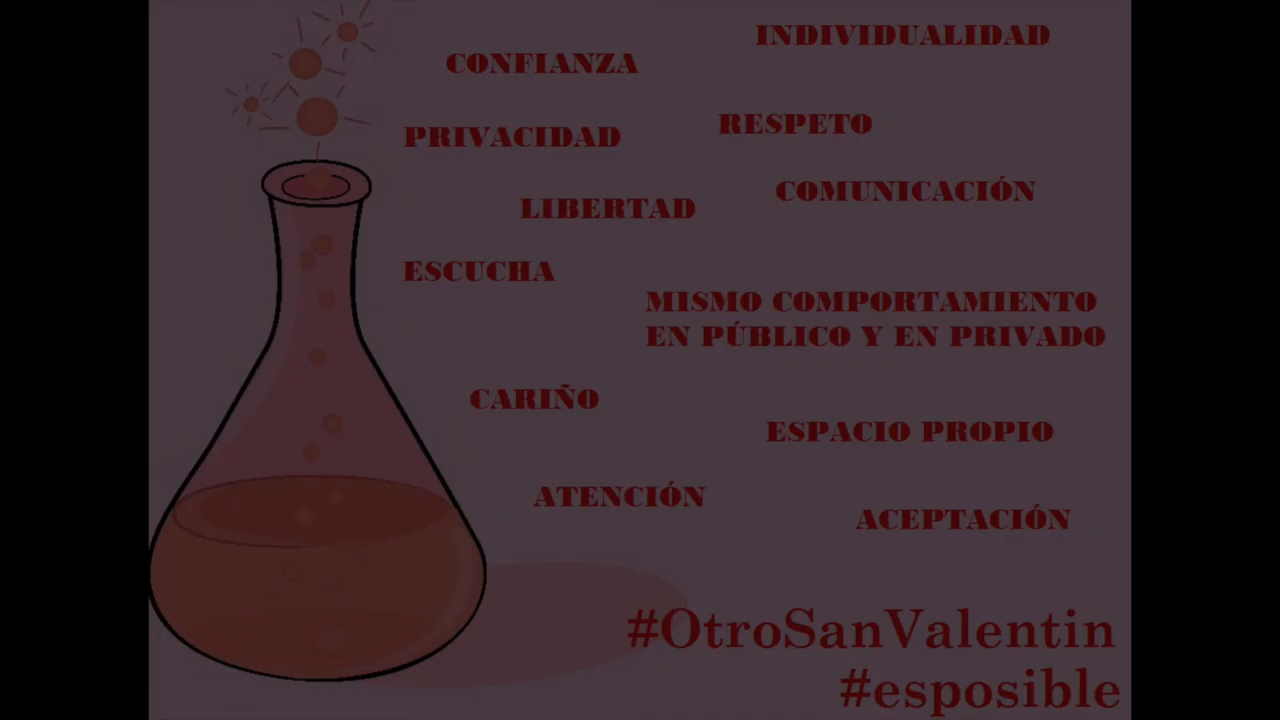 INDIVIDUALIDAD
CONFIANZA
RESPETO
PRIVACIDAD
COMUNICACIÓN
LIBERTAD
ESCUCHA
MISMO COMPORTAMIENTO
EN PÚBLICO Y EN PRIVADO
CARIÑO
ESPACIO PROPIO
ATENCIÓN
ACEPTACIÓN
#OtroSanValentin
#esposible